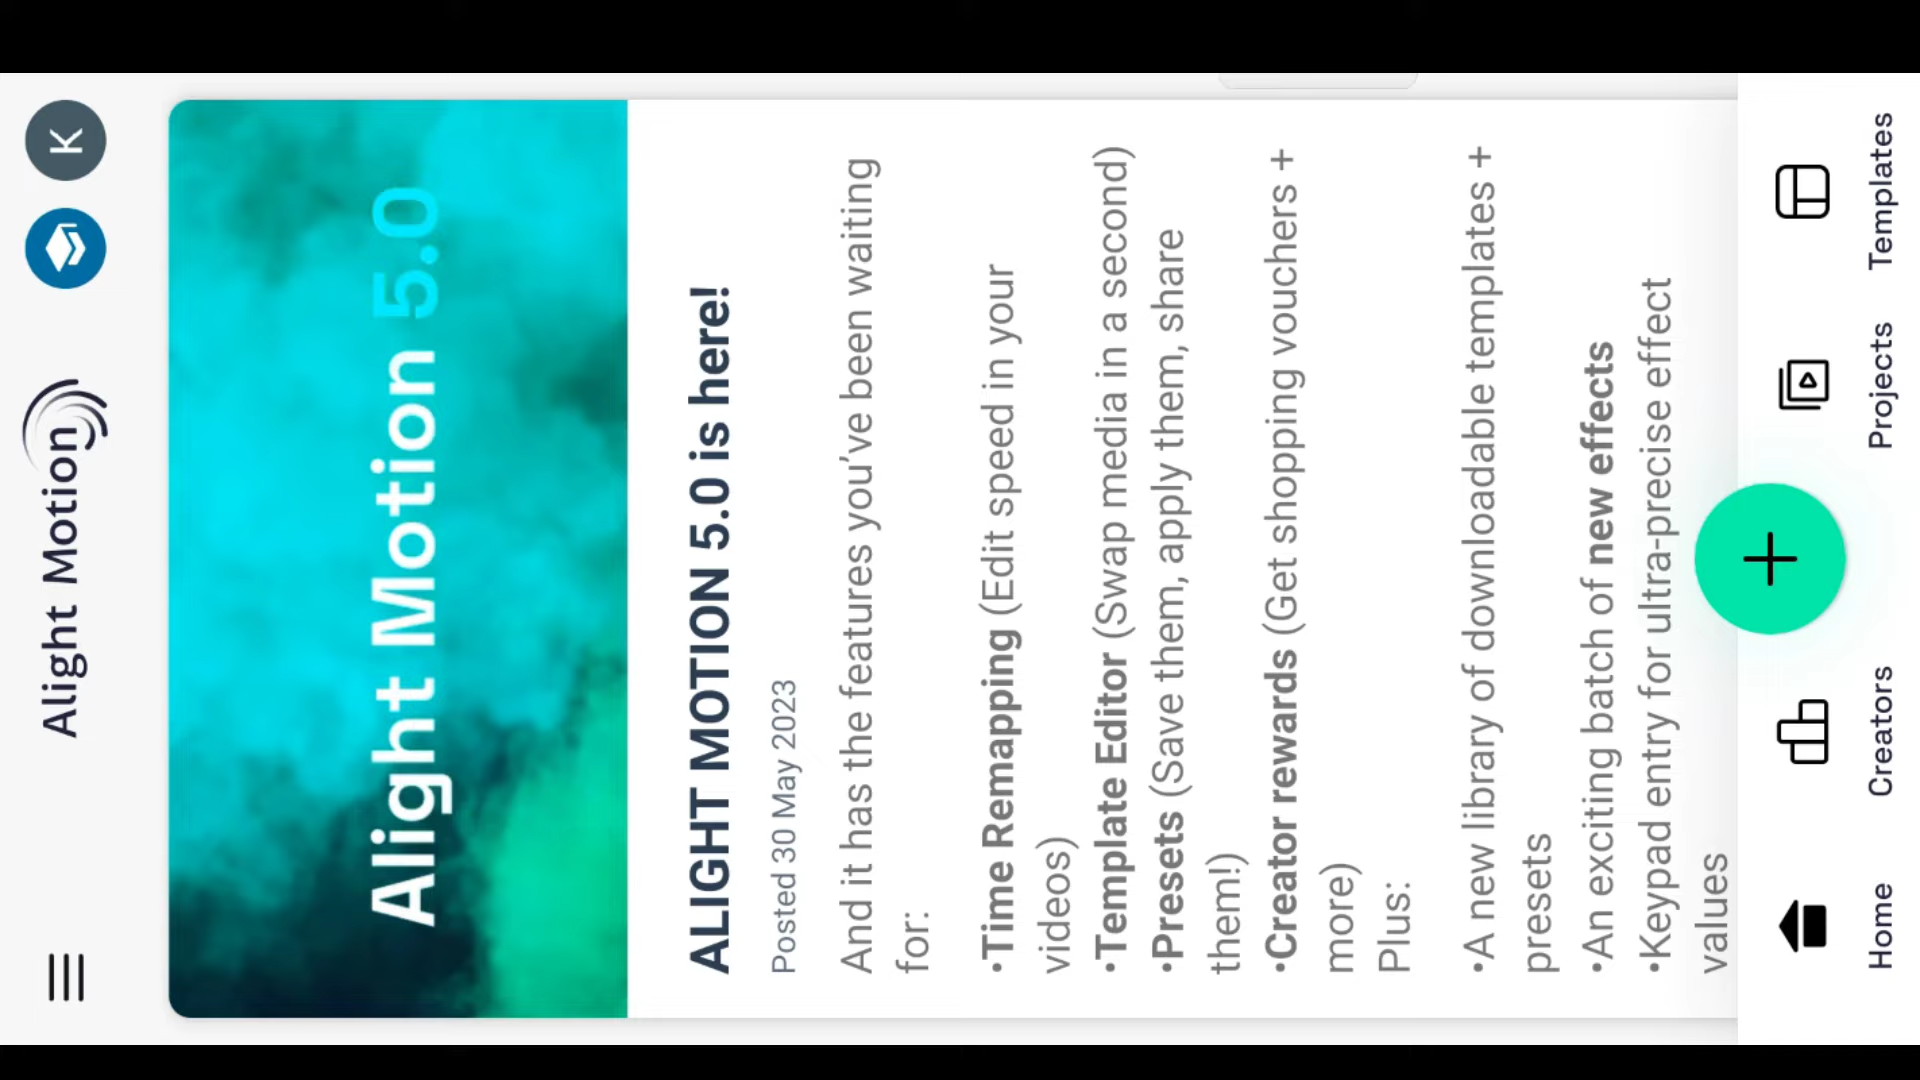 Alight Motion
K
Alight Motion 5.0
ALIGHT MOTION 5.0 is here!
Posted 30 May 2023
And it has the features you've been waiting
for:
•Time Remapping (Edit speed in your
videos)
•Template Editor (Swap media in a second)
•Presets (Save them, apply them, share
them!)
•Creator rewards (Get shopping vouchers +
more)
Plus:
•A new library of downloadable templates +
presets
•An exciting batch of new effects
•Keypad entry for ultra-precise effect
values
Home
Creators
Projects
Templates